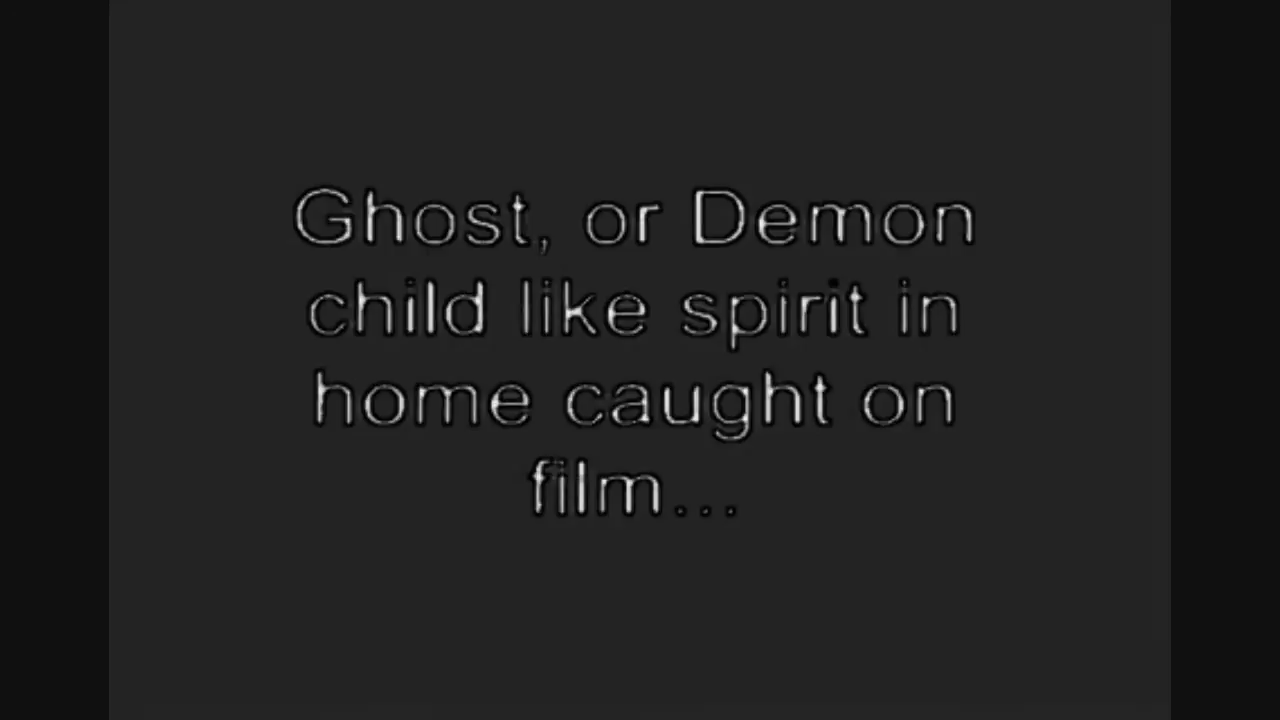 Ghost, or Demon
child like spirit in
home caught on
film...